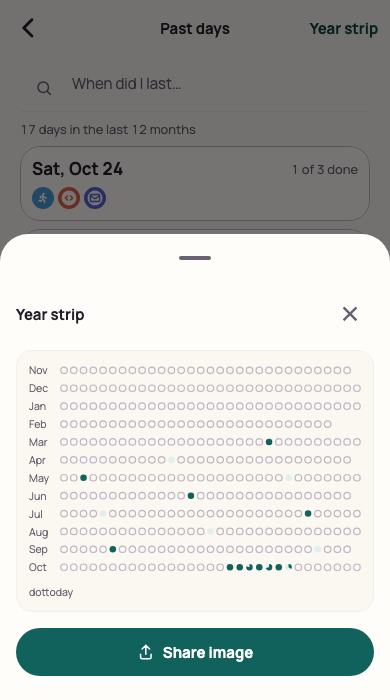 Past days
Year strip
When did I last...
17 days in the last 12 months
Sat, Oct 24
1 of 3 done
Year strip
Nov
Dec
Jan
Feb
Mar
Apr
May
Jun
Jul
Aug
Sep
Oct
dottoday
Share image